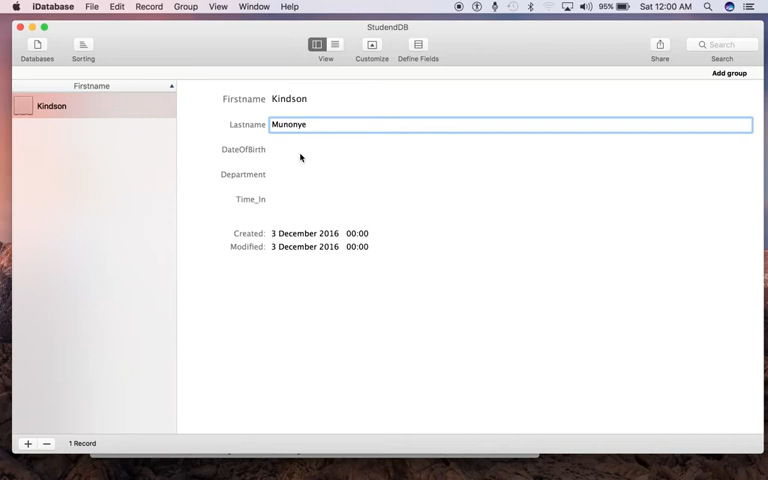 iDatabase File Edit Record Group View Window Help 95% Sat 12:00 AM
StudendDB
Search
Databases Sorting View Customize Define Fields Share Search
Add group
Firstname
Kindson
Firstname Kindson
Lastname Munonye
DateOfBirth
Department
Time_In
Created: 3 December 2016 00:00
Modified: 3 December 2016 00:00
+ − 1 Record